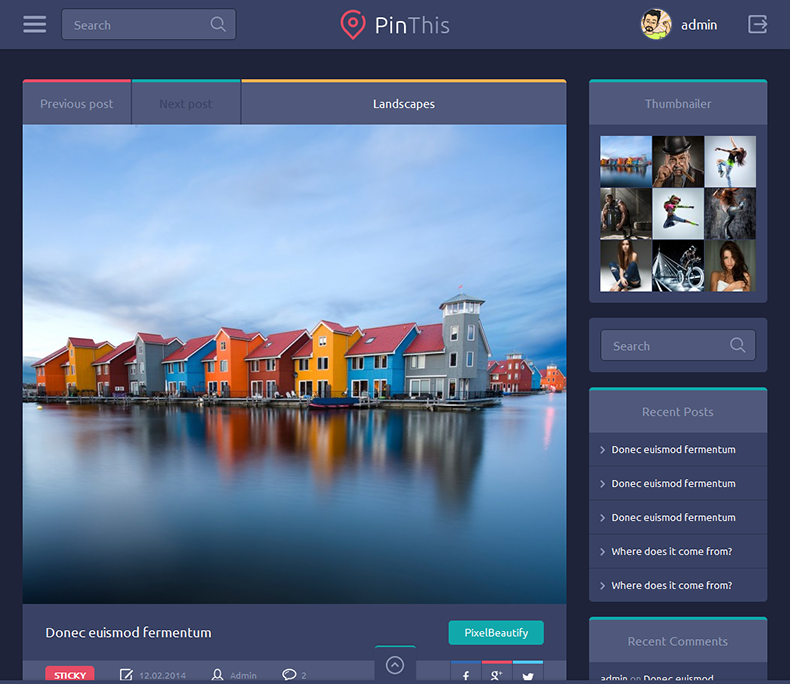 Search
PinThis
admin
Previous post
Next post
Landscapes
Thumbnailer
Search
Recent Posts
Donec euismod fermentum
Donec euismod fermentum
Donec euismod fermentum
Where does it come from?
Where does it come from?
Donec euismod fermentum
PixelBeautify
Recent Comments
STICKY
12.02.2014
Admin
2
f
g+
admin on Donec euismod